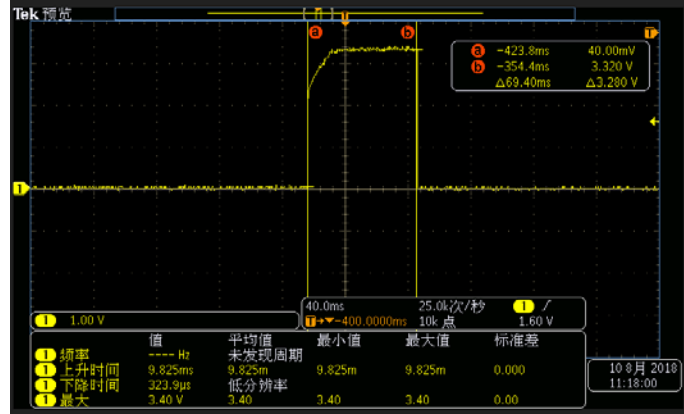 Tek 预览
T
a b
T
a -423.8ms 40.00mV
b -354.4ms 3.320 V
△69.40ms △3.280 V
1
1 1.00 V
40.0ms 25.0k次/秒 1 /
T→▼-400.0000ms 10k 点 1.60 V
值 平均值 最小值 最大值 标准差
1 频率 ---- Hz 未发现周期
1 上升时间 9.825ms 9.825m 9.825m 9.825m 0.000
1 下降时间 323.9µs 低分辨率
1 最大 3.40 V 3.40 3.40 3.40 0.00
10 8月 2018
11:18:00